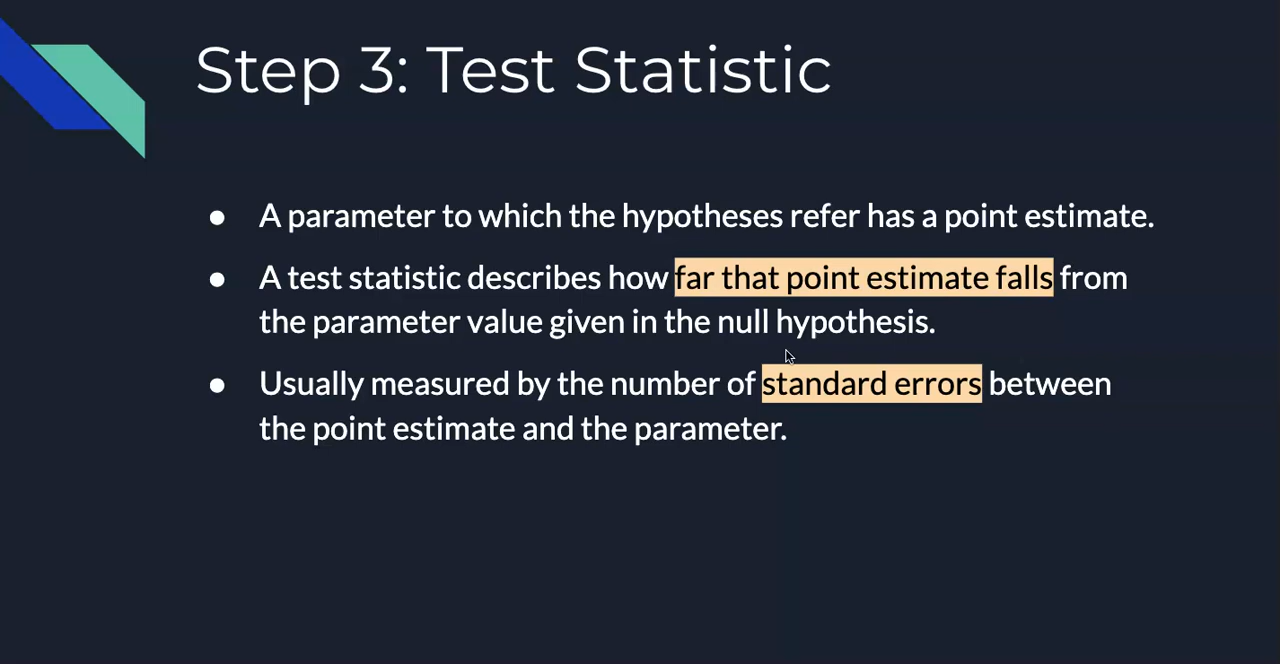 Step 3: Test Statistic
● A parameter to which the hypotheses refer has a point estimate.
● A test statistic describes how far that point estimate falls from
the parameter value given in the null hypothesis.
● Usually measured by the number of standard errors between
the point estimate and the parameter.